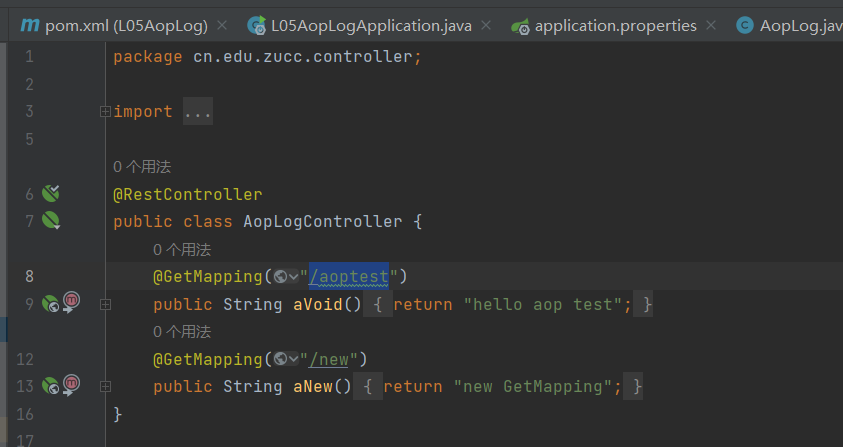 pom.xml (L05AopLog) L05AopLogApplication.java application.properties AopLog.jav
1 package cn.edu.zucc.controller;
2
3 import ...
5
0 个用法
6 @RestController
7 public class AopLogController {
0 个用法
8 @GetMapping("/aoptest")
9 public String aVoid() { return "hello aop test"; }
0 个用法
12 @GetMapping("/new")
13 public String aNew() { return "new GetMapping"; }
16 }
17